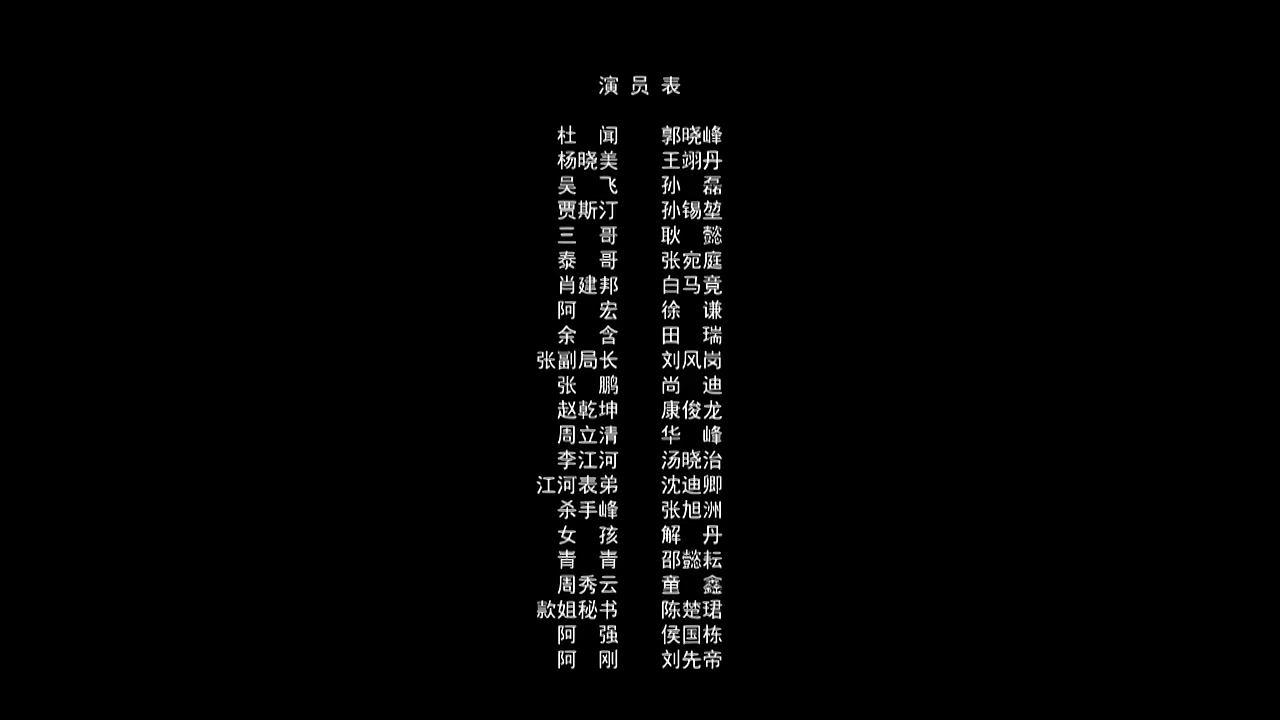 演 员 表
杜 闻 郭晓峰
杨晓美 王翊丹
吴 飞 孙 磊
贾斯汀 孙锡堃
三 哥 耿 懿
泰 哥 张宛庭
肖建邦 白马竟
阿 宏 徐 谦
余 含 田 瑞
张副局长 刘风岗
张 鹏 尚 迪
赵乾坤 康俊龙
周立清 华 峰
李江河 汤晓治
江河表弟 沈迪卿
杀手峰 张旭洲
女 孩 解 丹
青 青 邵懿耘
周秀云 童 鑫
款姐秘书 陈楚珺
阿 强 侯国栋
阿 刚 刘先帝